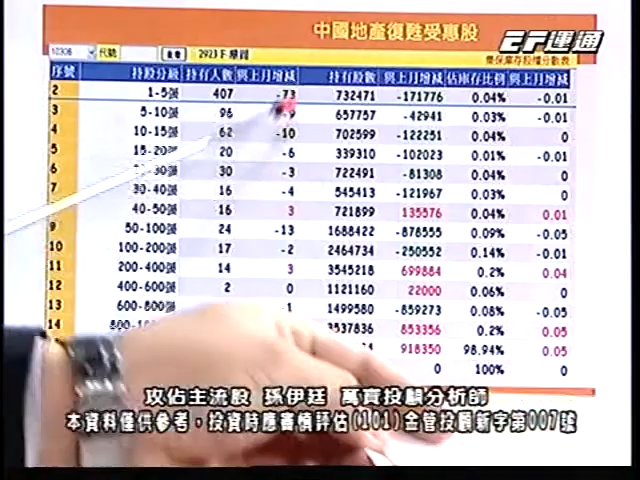 中國地產復甦受惠股
EF運通
10308 代號 查看 2923 F-鼎固
集保庫存股權分散表
序號 持股分級 持有人數 與上月增減 持有股數 與上月增減 佔庫存比例 與上月增減
2 1-5張 407 -73 732471 -171776 0.04% -0.01
3 5-10張 96 657757 -42941 0.03% -0.01
4 10-15張 62 -10 702599 -122251 0.04% 0
5 15-20張 20 -6 339310 -102023 0.01% -0.01
6 30 -3 722491 -81308 0.04% 0
7 30-40張 16 -4 545413 -121967 0.03% 0
40-50張 16 3 721899 135576 0.04% 0.01
9 50-100張 24 -13 1688422 -878555 0.09% -0.05
10 100-200張 17 -2 2464734 -250552 0.14% -0.01
11 200-400張 14 3 3545218 699884 0.2% 0.04
12 400-600張 2 0 1121160 22000 0.06% 0
13 600-800張 -1 1499580 -859273 0.08% -0.05
14 3537836 853356 0.2% 0.05
918350 98.94% 0.05
0 100% 0
攻佔主流股 孫伊廷 萬寶投顧分析師
本資料僅供參考，投資時應審慎評估(101)金管投顧新字第007號